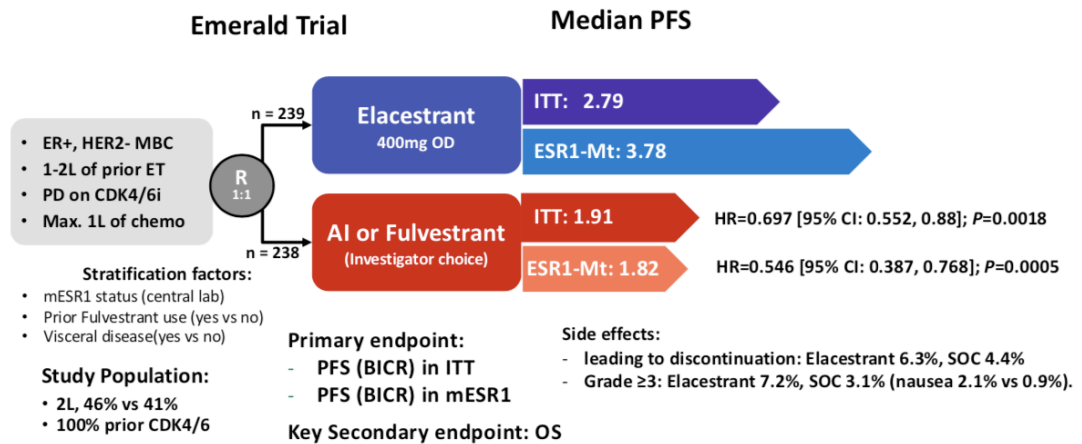 Emerald Trial
Median PFS
ER+, HER2- MBC
1-2L of prior ET
PD on CDK4/6i
Max. 1L of chemo
R
1:1
n = 239
Elacestrant
400mg OD
ITT: 2.79
ESR1-Mt: 3.78
n = 238
AI or Fulvestrant
(Investigator choice)
ITT: 1.91
ESR1-Mt: 1.82
HR=0.697 [95% CI: 0.552, 0.88]; P=0.0018
HR=0.546 [95% CI: 0.387, 0.768]; P=0.0005
Stratification factors:
mESR1 status (central lab)
Prior Fulvestrant use (yes vs no)
Visceral disease(yes vs no)
Study Population:
2L, 46% vs 41%
100% prior CDK4/6
Primary endpoint:
- PFS (BICR) in ITT
- PFS (BICR) in mESR1
Key Secondary endpoint: OS
Side effects:
- leading to discontinuation: Elacestrant 6.3%, SOC 4.4%
- Grade ≥3: Elacestrant 7.2%, SOC 3.1% (nausea 2.1% vs 0.9%).